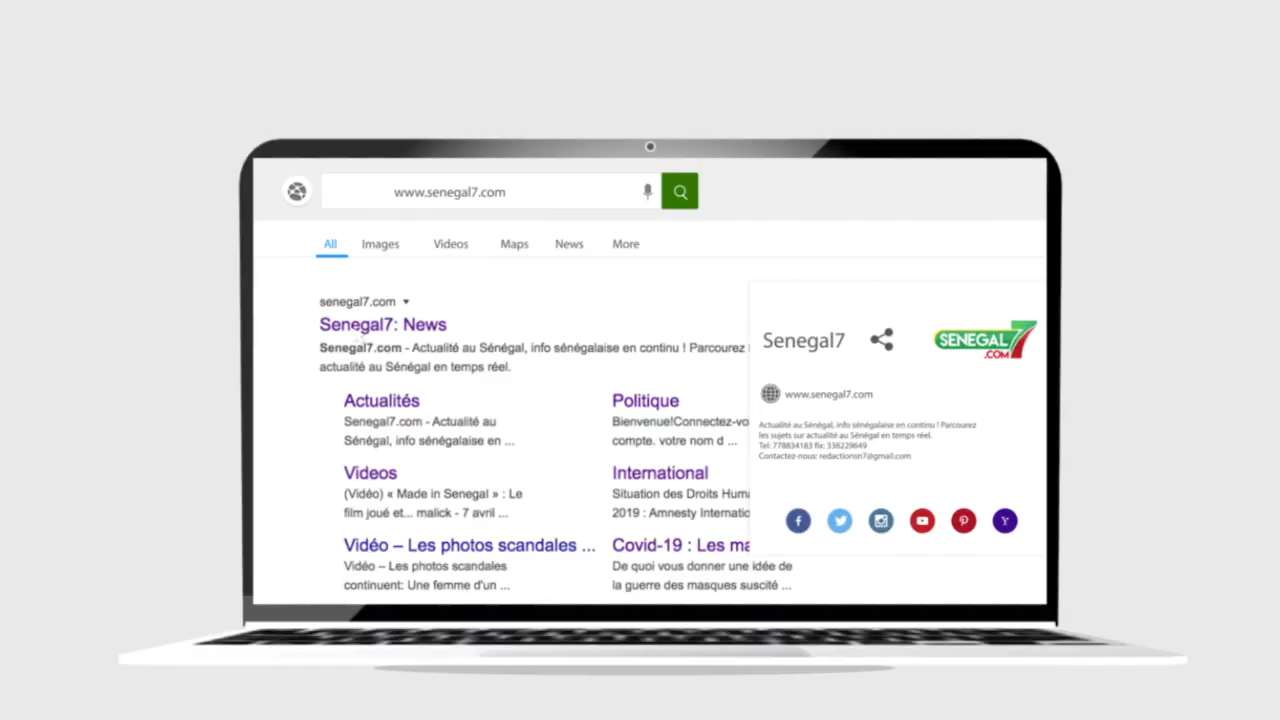 www.senegal7.com
All Images Videos Maps News More
senegal7.com
Senegal7: News
Senegal7.com - Actualité au Sénégal, info sénégalaise en continu ! Parcourez
actualité au Sénégal en temps réel.
Actualités
Senegal7.com - Actualité au
Sénégal, info sénégalaise en ...
Politique
Bienvenue!Connectez-vo
compte. votre nom d ...
Videos
(Vidéo) « Made in Senegal » : Le
film joué et... malick - 7 avril ...
International
Situation des Droits Huma
2019 : Amnesty Internatio
Vidéo – Les photos scandales ...
Vidéo – Les photos scandales
continuent: Une femme d'un ...
Covid-19 : Les ma
De quoi vous donner une idée de
la guerre des masques suscité ...
Senegal7
SENEGAL7
.COM
www.senegal7.com
Actualité au Sénégal, info sénégalaise en continu ! Parcourez
les sujets sur actualité au Sénégal en temps réel.
Tel: 778834183 fix: 338229649
Contactez-nous: redactionsn7@gmail.com